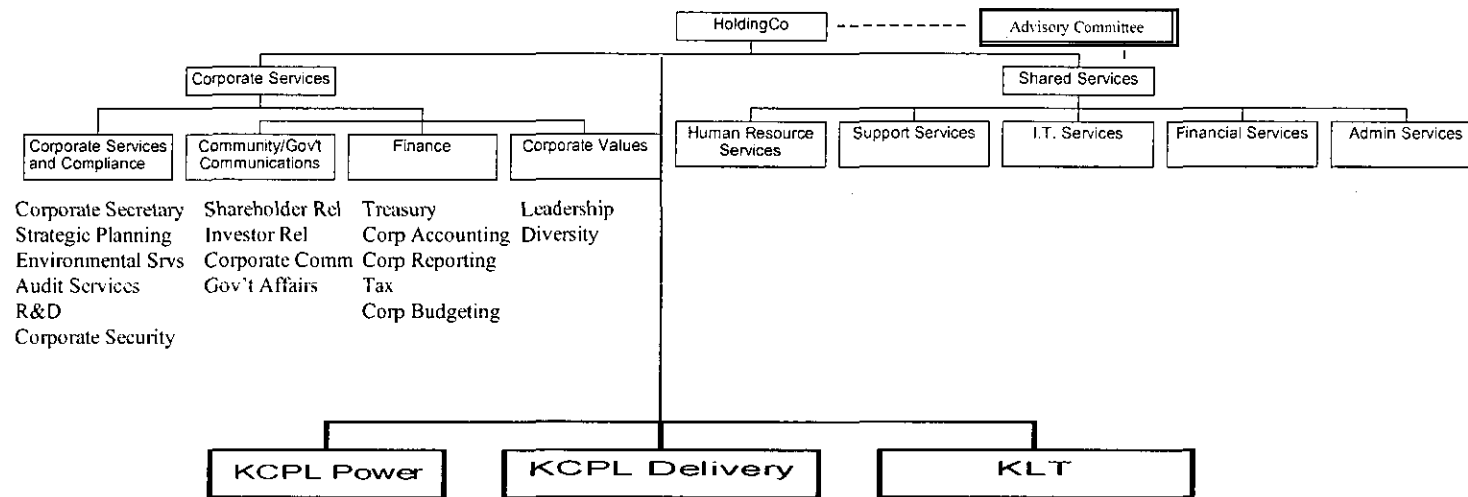 HoldingCo
Advisory Committee
Corporate Services
Shared Services
Corporate Services
and Compliance
Community/Gov't
Communications
Finance
Corporate Values
Human Resource
Services
Support Services
I.T. Services
Financial Services
Admin Services
Corporate Secretary
Strategic Planning
Environmental Srvs
Audit Services
R&D
Corporate Security
Shareholder Rel
Investor Rel
Corporate Comm
Gov't Affairs
Treasury
Corp Accounting
Corp Reporting
Tax
Corp Budgeting
Leadership
Diversity
KCPL Power
KCPL Delivery
KLT